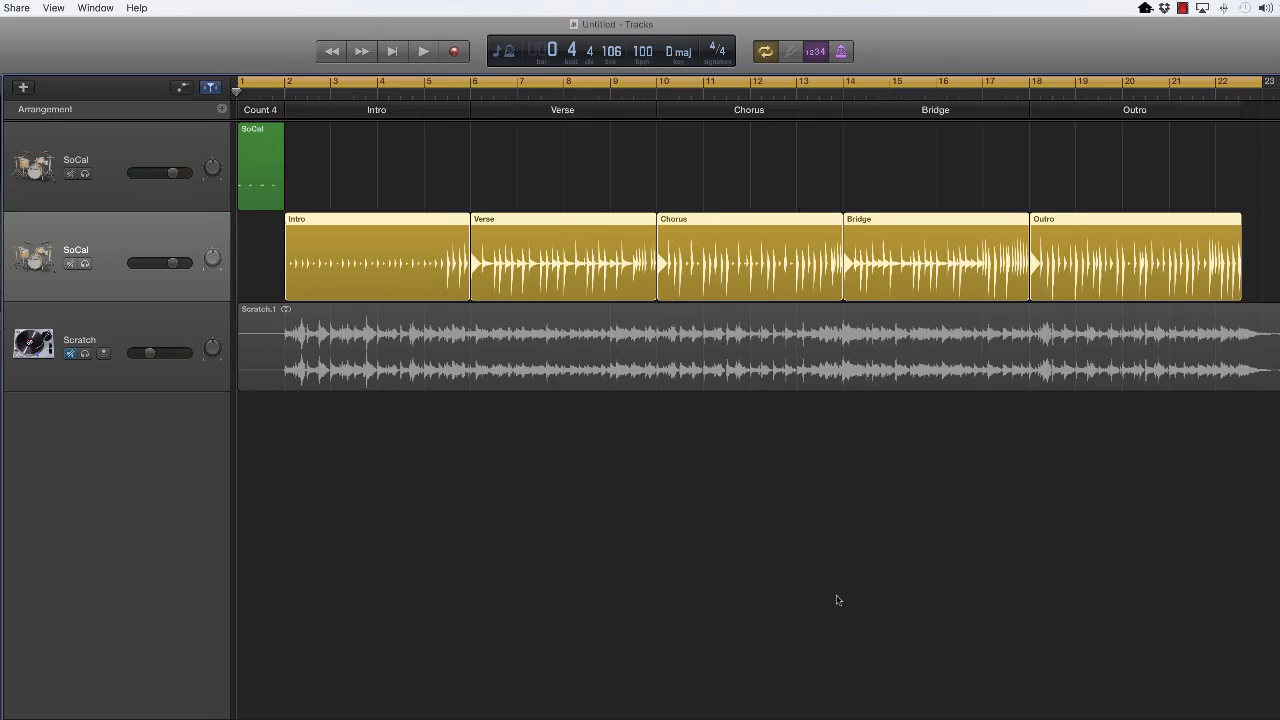 Share View Window Help
Untitled - Tracks
0 4 4 106 100 D maj 4/4 1234
bar beat div tick bpm key signature
1 2 3 4 5 6 7 8 9 10 11 12 13 14 15 16 17 18 19 20 21 22 23
Arrangement Count 4 Intro Verse Chorus Bridge Outro
SoCal
SoCal
Intro Verse Chorus Bridge Outro
SoCal
Scratch.1
Scratch